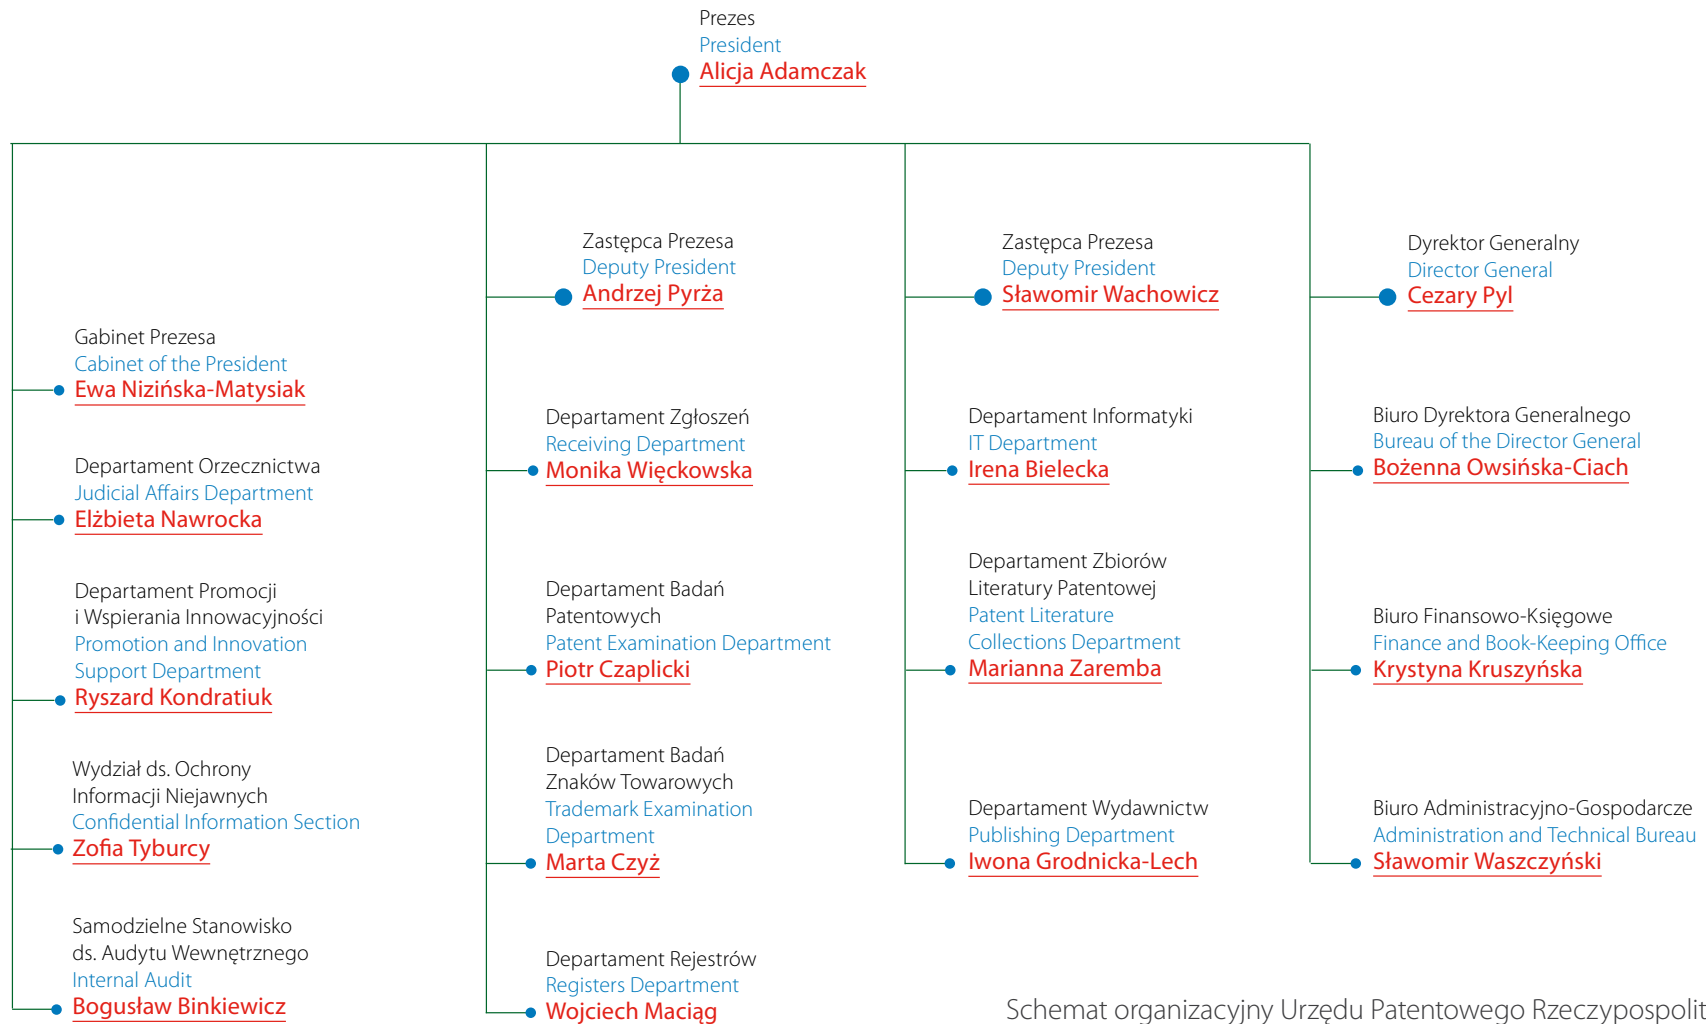 Prezes
President
Alicja Adamczak
Gabinet Prezesa
Cabinet of the President
Ewa Nizińska-Matysiak
Departament Orzecznictwa
Judicial Affairs Department
Elżbieta Nawrocka
Departament Promocji
i Wspierania Innowacyjności
Promotion and Innovation
Support Department
Ryszard Kondratiuk
Wydział ds. Ochrony
Informacji Niejawnych
Confidential Information Section
Zofia Tyburcy
Samodzielne Stanowisko
ds. Audytu Wewnętrznego
Internal Audit
Bogusław Binkiewicz
Zastępca Prezesa
Deputy President
Andrzej Pyrża
Departament Zgłoszeń
Receiving Department
Monika Więckowska
Departament Badań
Patentowych
Patent Examination Department
Piotr Czaplicki
Departament Badań
Znaków Towarowych
Trademark Examination
Department
Marta Czyż
Departament Rejestrów
Registers Department
Wojciech Maciąg
Zastępca Prezesa
Deputy President
Sławomir Wachowicz
Departament Informatyki
IT Department
Irena Bielecka
Departament Zbiorów
Literatury Patentowej
Patent Literature
Collections Department
Marianna Zaremba
Departament Wydawnictw
Publishing Department
Iwona Grodnicka-Lech
Dyrektor Generalny
Director General
Cezary Pyl
Biuro Dyrektora Generalnego
Bureau of the Director General
Bożenna Owsińska-Ciach
Biuro Finansowo-Księgowe
Finance and Book-Keeping Office
Krystyna Kruszyńska
Biuro Administracyjno-Gospodarcze
Administration and Technical Bureau
Sławomir Waszczyński
Schemat organizacyjny Urzędu Patentowego Rzeczypospolit